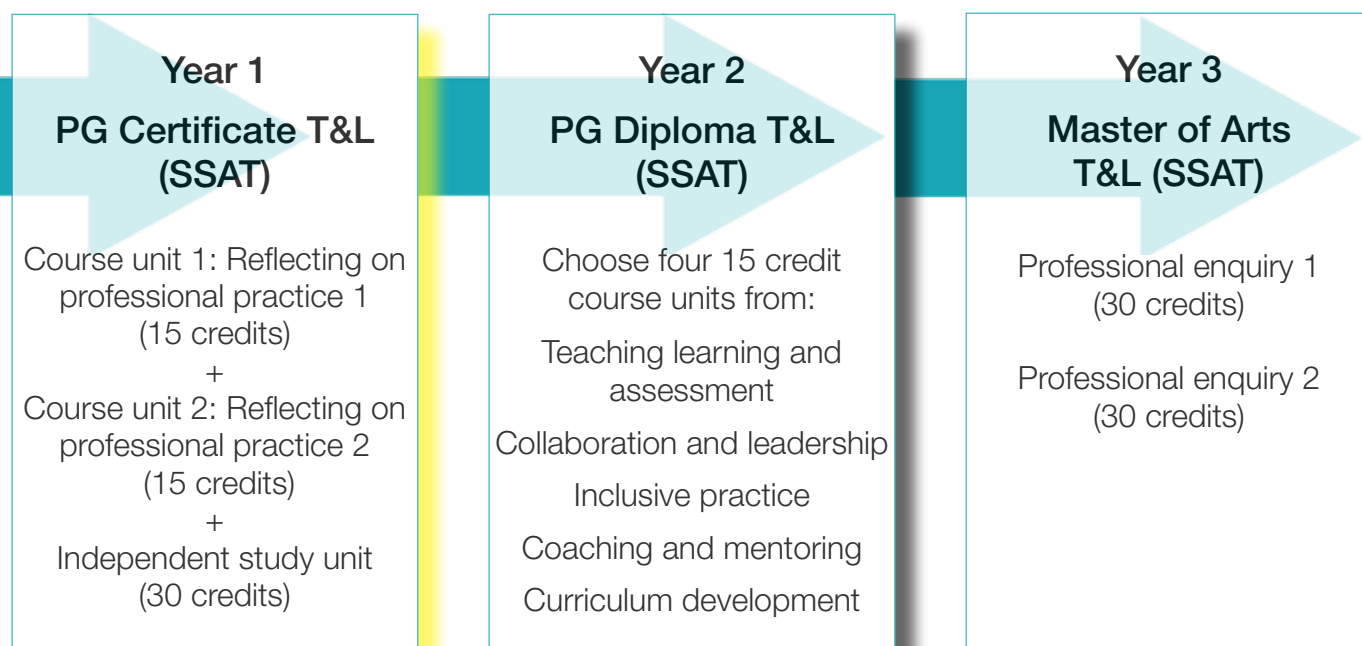 Year 1
PG Certificate T&L
(SSAT)
Course unit 1: Reflecting on
professional practice 1
(15 credits)
+
Course unit 2: Reflecting on
professional practice 2
(15 credits)
+
Independent study unit
(30 credits)
Year 2
PG Diploma T&L
(SSAT)
Choose four 15 credit
course units from:
Teaching learning and
assessment
Collaboration and leadership
Inclusive practice
Coaching and mentoring
Curriculum development
Year 3
Master of Arts
T&L (SSAT)
Professional enquiry 1
(30 credits)
Professional enquiry 2
(30 credits)